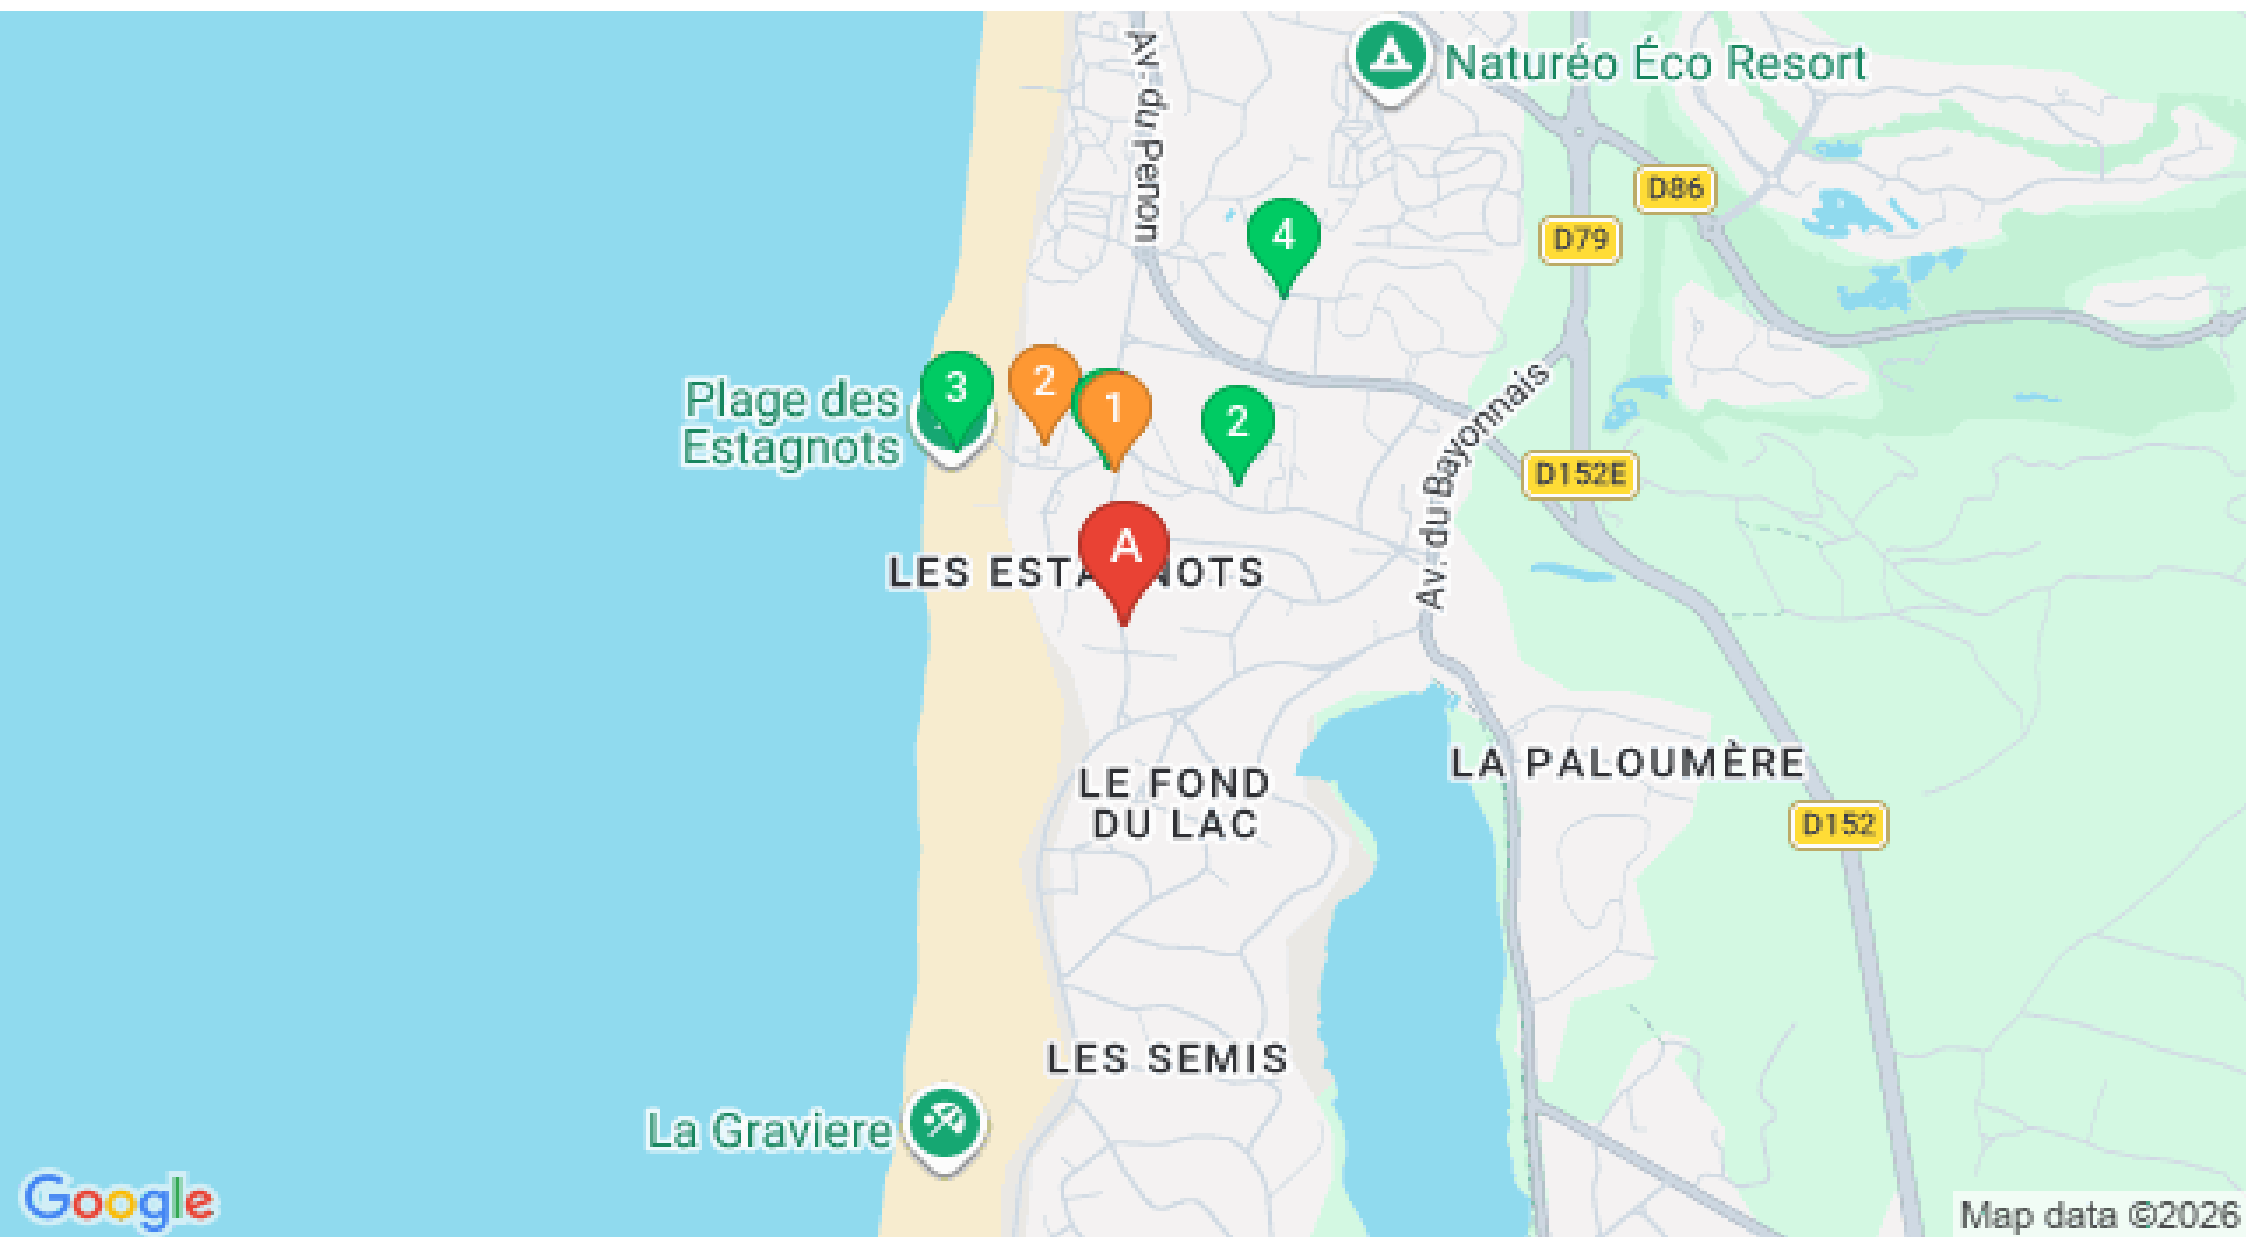 Av. du Penon
Naturéo Éco Resort
D86
D79
4
Plage des
Estagnots
3
2
1
2
Av. du Bayonnais
D152E
A
LES ESTAGNOTS
LA PALOUMÈRE
LE FOND
DU LAC
D152
LES SEMIS
La Graviere
Google
Map data ©2026